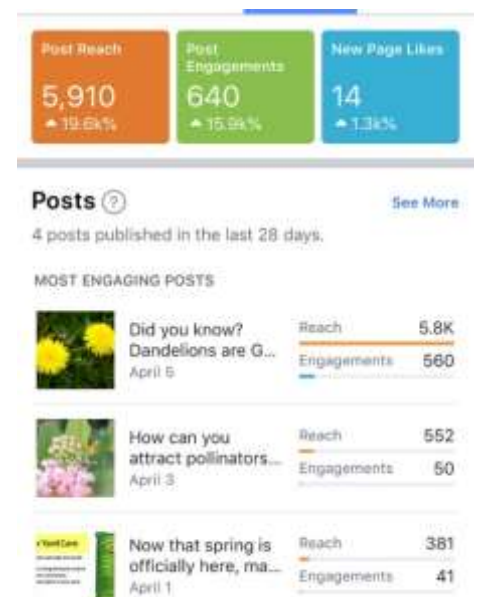 Post Reach
5,910
19.6k%
Post
Engagements
640
15.9k%
New Page Likes
14
1.3k%
Posts ?
See More
4 posts published in the last 28 days.
MOST ENGAGING POSTS
Did you know?
Dandelions are G...
April 5
Reach 5.8K
Engagements 560
How can you
attract pollinators...
April 3
Reach 552
Engagements 50
Now that spring is
officially here, ma...
April 1
Reach 381
Engagements 41
Yard Care